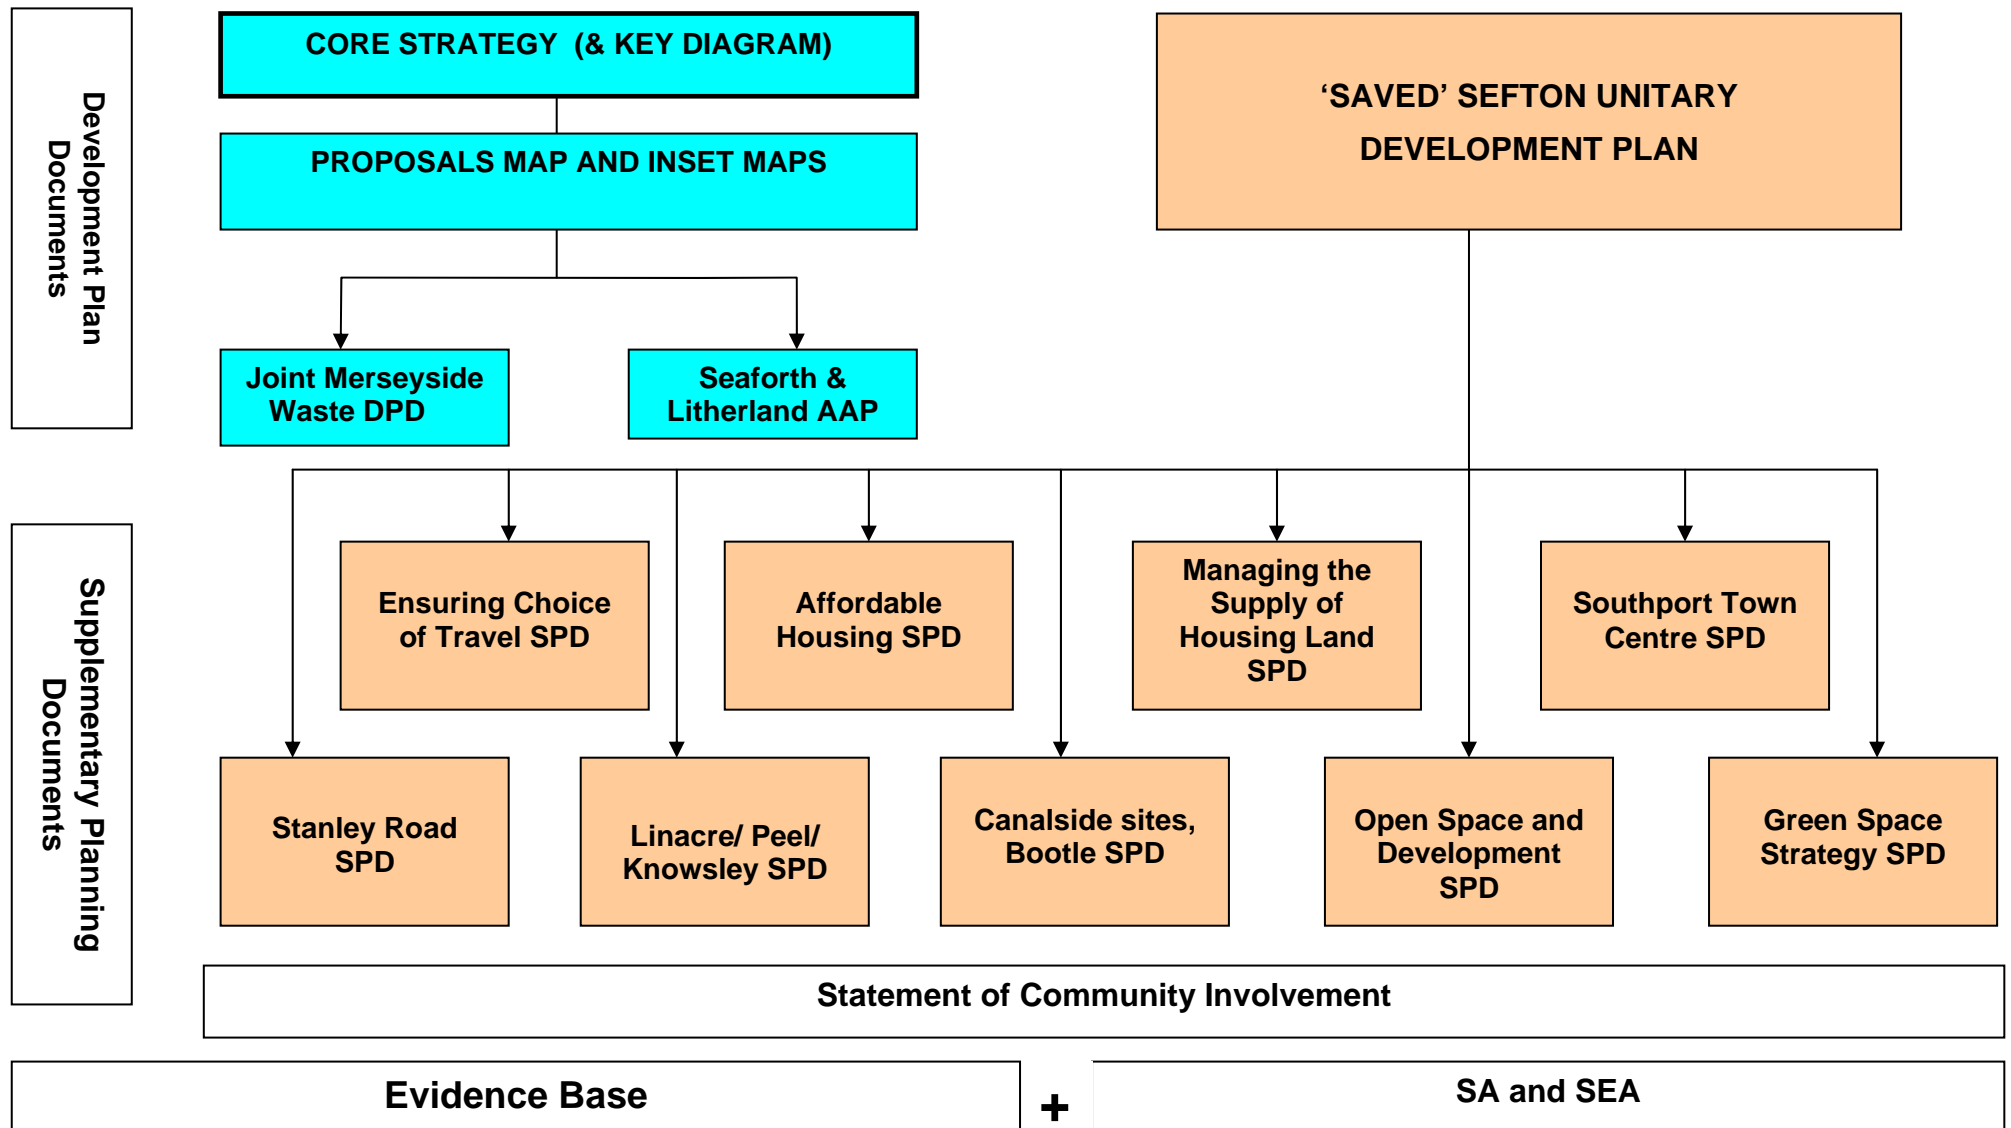 Development Plan
Documents
CORE STRATEGY (& KEY DIAGRAM)
PROPOSALS MAP AND INSET MAPS
‘SAVED’ SEFTON UNITARY
DEVELOPMENT PLAN
Joint Merseyside
Waste DPD
Seaforth &
Litherland AAP
Supplementary Planning
Documents
Ensuring Choice
of Travel SPD
Affordable
Housing SPD
Managing the
Supply of
Housing Land
SPD
Southport Town
Centre SPD
Stanley Road
SPD
Linacre/ Peel/
Knowsley SPD
Canalside sites,
Bootle SPD
Open Space and
Development
SPD
Green Space
Strategy SPD
Statement of Community Involvement
Evidence Base
+
SA and SEA